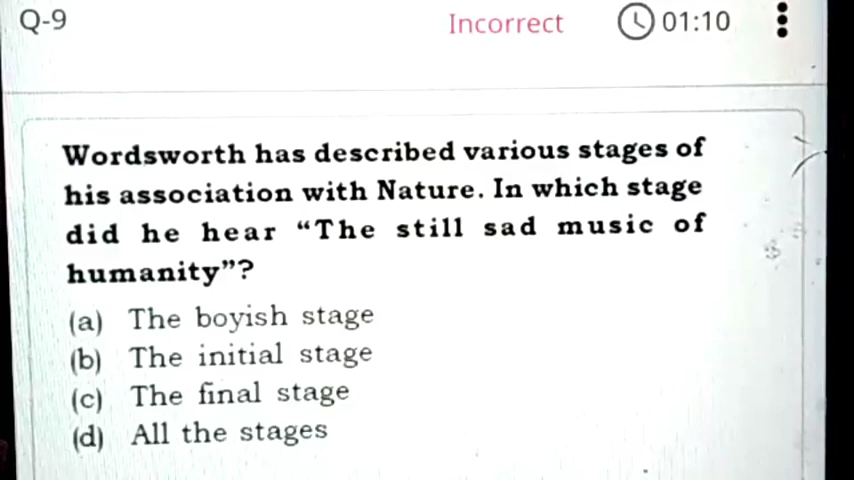 Q-9
Incorrect
01:10
Wordsworth has described various stages of
his association with Nature. In which stage
did he hear “The still sad music of
humanity”?
(a) The boyish stage
(b) The initial stage
(c) The final stage
(d) All the stages